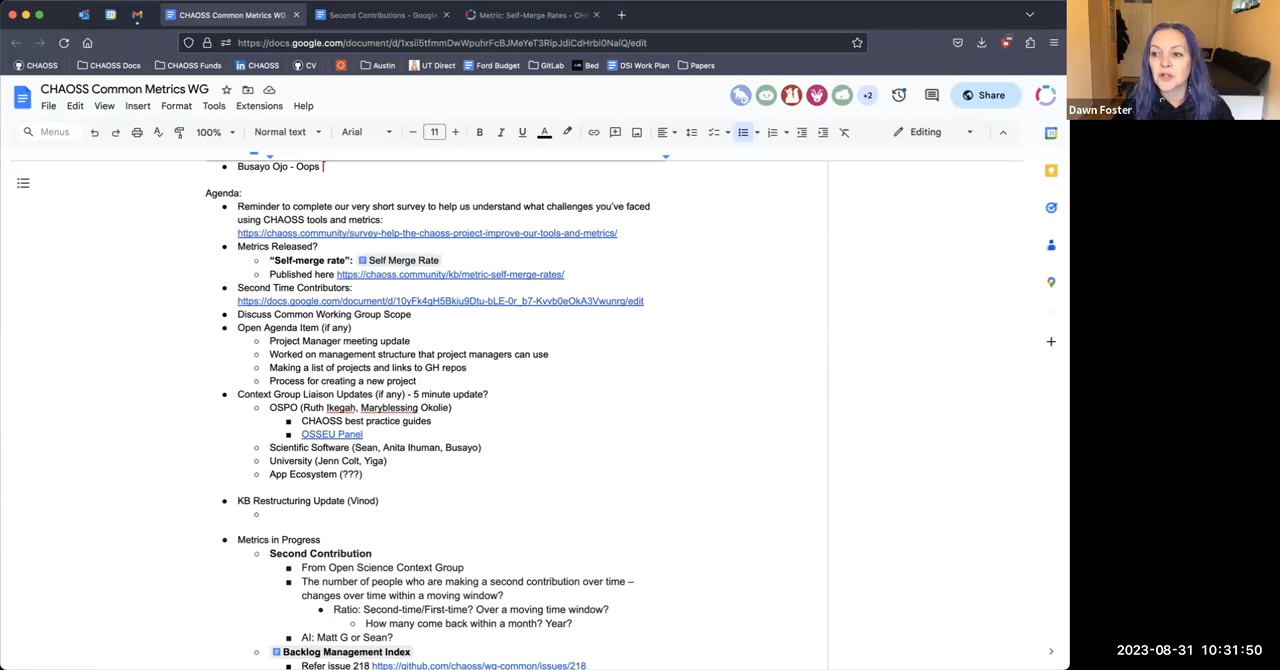 CHAOSS Common Metrics WG
Second Contributions - Google
Metric: Self-Merge Rates - CH
https://docs.google.com/document/d/1xsii5tfmmDwWpuhrFcBJMeYeT3RipJdiCdHrbi0NalQ/edit
CHAOSS CHAOSS Docs CHAOSS Funds CHAOSS CV Austin UT Direct Ford Budget GitLab Bed DSI Work Plan Papers
CHAOSS Common Metrics WG
File Edit View Insert Format Tools Extensions Help
+2
Share
Dawn Foster
Menus 100% Normal text Arial 11 B I U A Editing
Busayo Ojo - Oops
Agenda:
Reminder to complete our very short survey to help us understand what challenges you've faced
using CHAOSS tools and metrics:
https://chaoss.community/survey-help-the-chaoss-project-improve-our-tools-and-metrics/
Metrics Released?
"Self-merge rate": Self Merge Rate
Published here https://chaoss.community/kb/metric-self-merge-rates/
Second Time Contributors:
https://docs.google.com/document/d/10yFk4gH5Bkiu9Dtu-bLE-0r_b7-Kvvb0eOkA3Vwunrg/edit
Discuss Common Working Group Scope
Open Agenda Item (if any)
Project Manager meeting update
Worked on management structure that project managers can use
Making a list of projects and links to GH repos
Process for creating a new project
Context Group Liaison Updates (if any) - 5 minute update?
OSPO (Ruth Ikegah, Maryblessing Okolie)
CHAOSS best practice guides
OSSEU Panel
Scientific Software (Sean, Anita Ihuman, Busayo)
University (Jenn Colt, Yiga)
App Ecosystem (???)
KB Restructuring Update (Vinod)
Metrics in Progress
Second Contribution
From Open Science Context Group
The number of people who are making a second contribution over time –
changes over time within a moving window?
Ratio: Second-time/First-time? Over a moving time window?
How many come back within a month? Year?
AI: Matt G or Sean?
Backlog Management Index
Refer issue 218 https://github.com/chaoss/wg-common/issues/218
2023-08-31 10:31:50